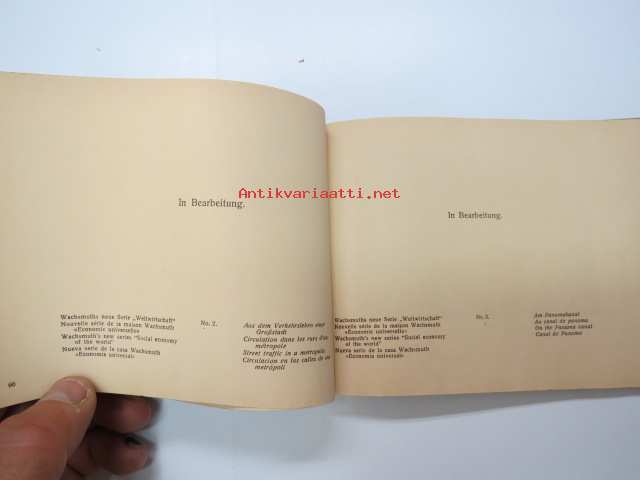 In Bearbeitung.
Wachsmuths neue Serie „Weltwirtschaft"
Nouvelle série de la maison Wachsmuth
«Economie universelle»
Wachsmuth's new series "Social economy
of the world"
Nueva serie de la casa Wachsmuth
«Economia universal»
No. 2.
Aus dem Verkehrsleben einer
Großstadt
Circulation dans les rues d'une
métropole
Street traffic in a metropole
Circulacion en las calles de una
metrópoli
66
In Bearbeitung.
Wachsmuths neue Serie „Weltwirtschaft"
Nouvelle série de la maison Wachsmuth
«Economie universelle»
Wachsmuth's new series "Social economy
of the world"
Nueva serie de la casa Wachsmuth
«Economia universal»
No. 3.
Am Panamakanal
Au canal de panama
On the Panama canal
Canal de Panama
Antikvariaatti.net